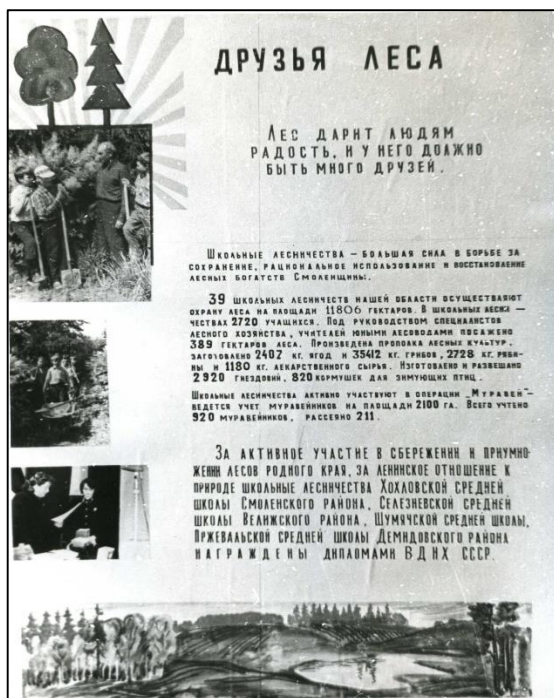 ДРУЗЬЯ ЛЕСА
ЛЕС ДАРИТ ЛЮДЯМ
РАДОСТЬ, И У НЕГО ДОЛЖНО
БЫТЬ МНОГО ДРУЗЕЙ.
ШКОЛЬНЫЕ ЛЕСНИЧЕСТВА – БОЛЬШАЯ СИЛА В БОРЬБЕ ЗА
СОХРАНЕНИЕ, РАЦИОНАЛЬНОЕ ИСПОЛЬЗОВАНИЕ И ВОССТАНОВЛЕНИЕ
ЛЕСНЫХ БОГАТСТВ СМОЛЕНЩИНЫ.
39 ШКОЛЬНЫХ ЛЕСНИЧЕСТВ НАШЕЙ ОБЛАСТИ ОСУЩЕСТВЛЯЮТ
ОХРАНУ ЛЕСА НА ПЛОЩАДИ 11806 ГЕКТАРОВ. В ШКОЛЬНЫХ ЛЕСНИ-
ЧЕСТВАХ 2720 УЧАЩИХСЯ. ПОД РУКОВОДСТВОМ СПЕЦИАЛИСТОВ
ЛЕСНОГО ХОЗЯЙСТВА, УЧИТЕЛЕЙ ЮНЫМИ ЛЕСОВОДАМИ ПОСАЖЕНО
389 ГЕКТАРОВ ЛЕСА. ПРОИЗВЕДЕНА ПРОПОЛКА ЛЕСНЫХ КУЛЬТУР,
ЗАГОТОВЛЕНО 2407 КГ. ЯГОД И 35412 КГ. ГРИБОВ, 2728 КГ. РЯБИ-
НЫ И 1180 КГ. ЛЕКАРСТВЕННОГО СЫРЬЯ. ИЗГОТОВЛЕНО И РАЗВЕШАНО
2920 ГНЕЗДОВИЙ, 820 КОРМУШЕК ДЛЯ ЗИМУЮЩИХ ПТИЦ.
ШКОЛЬНЫЕ ЛЕСНИЧЕСТВА АКТИВНО УЧАСТВУЮТ В ОПЕРАЦИИ „МУРАВЕЙ"–
ВЕДЕТСЯ УЧЕТ МУРАВЕЙНИКОВ НА ПЛОЩАДИ 2100 ГА. ВСЕГО УЧТЕНО
920 МУРАВЕЙНИКОВ, РАССЕЯНО 211.
ЗА АКТИВНОЕ УЧАСТИЕ В СБЕРЕЖЕНИИ И ПРИУМНО-
ЖЕНИИ ЛЕСОВ РОДНОГО КРАЯ, ЗА ЛЕНИНСКОЕ ОТНОШЕНИЕ К
ПРИРОДЕ ШКОЛЬНЫЕ ЛЕСНИЧЕСТВА ХОХЛОВСКОЙ СРЕДНЕЙ
ШКОЛЫ СМОЛЕНСКОГО РАЙОНА, СЕЛЕЗНЕВСКОЙ СРЕДНЕЙ
ШКОЛЫ ВЕЛИЖСКОГО РАЙОНА, ШУМЯЧСКОЙ СРЕДНЕЙ ШКОЛЫ,
ПРЖЕВАЛЬСКОЙ СРЕДНЕЙ ШКОЛЫ ДЕМИДОВСКОГО РАЙОНА
НАГРАЖДЕНЫ ДИПЛОМАМИ ВДНХ СССР.